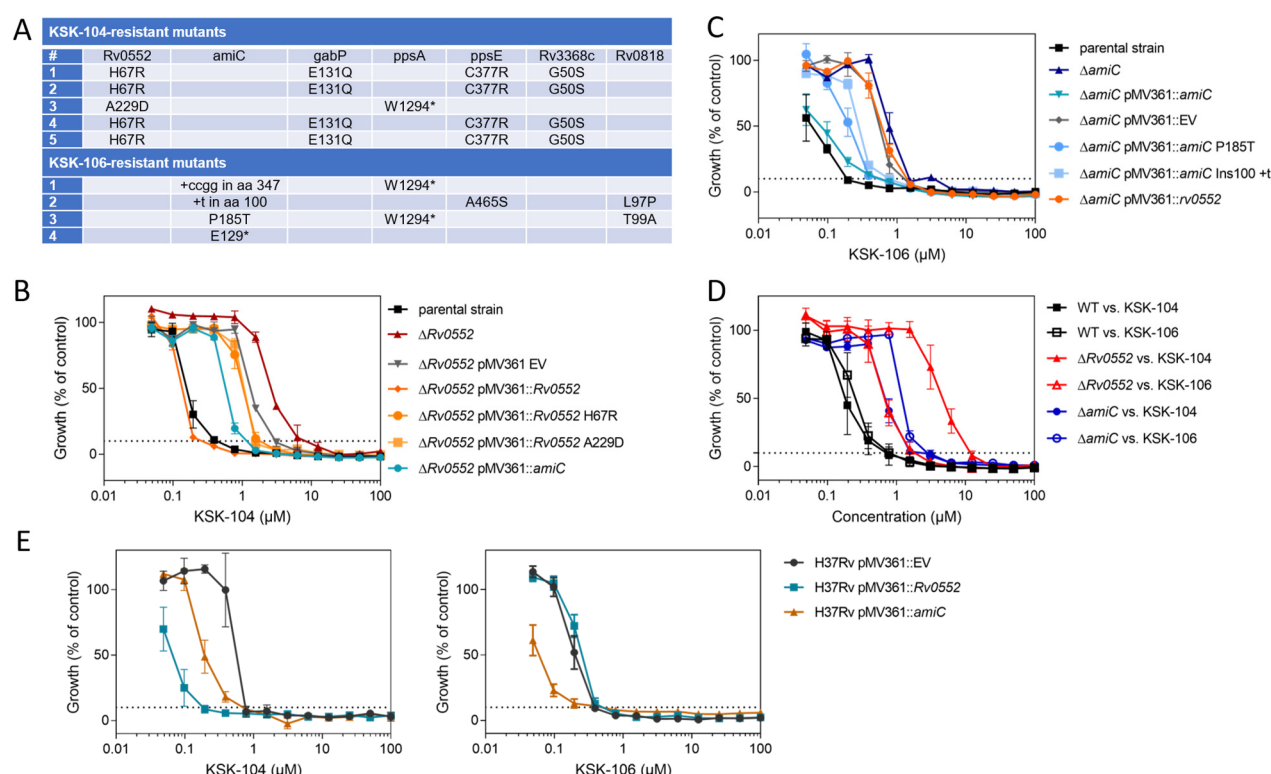 A
KSK-104-resistant mutants
# Rv0552 amiC gabP ppsA ppsE Rv3368c Rv0818
1 H67R E131Q C377R G50S
2 H67R E131Q C377R G50S
3 A229D W1294*
4 H67R E131Q C377R G50S
5 H67R E131Q C377R G50S
KSK-106-resistant mutants
1 +ccgg in aa 347 W1294*
2 +t in aa 100 A465S L97P
3 P185T W1294* T99A
4 E129*
B
Growth (% of control)
100
50
0
0.01 0.1 1 10 100
KSK-104 (µM)
parental strain
ΔRv0552
ΔRv0552 pMV361 EV
ΔRv0552 pMV361::Rv0552
ΔRv0552 pMV361::Rv0552 H67R
ΔRv0552 pMV361::Rv0552 A229D
ΔRv0552 pMV361::amiC
C
Growth (% of control)
100
50
0
0.01 0.1 1 10 100
KSK-106 (µM)
parental strain
ΔamiC
ΔamiC pMV361::amiC
ΔamiC pMV361::EV
ΔamiC pMV361::amiC P185T
ΔamiC pMV361::amiC Ins100 +t
ΔamiC pMV361::rv0552
D
Growth (% of control)
100
50
0
0.01 0.1 1 10 100
Concentration (µM)
WT vs. KSK-104
WT vs. KSK-106
ΔRv0552 vs. KSK-104
ΔRv0552 vs. KSK-106
ΔamiC vs. KSK-104
ΔamiC vs. KSK-106
E
Growth (% of control)
100
50
0
0.01 0.1 1 10 100
KSK-104 (µM)
Growth (% of control)
100
50
0
0.01 0.1 1 10 100
KSK-106 (µM)
H37Rv pMV361::EV
H37Rv pMV361::Rv0552
H37Rv pMV361::amiC